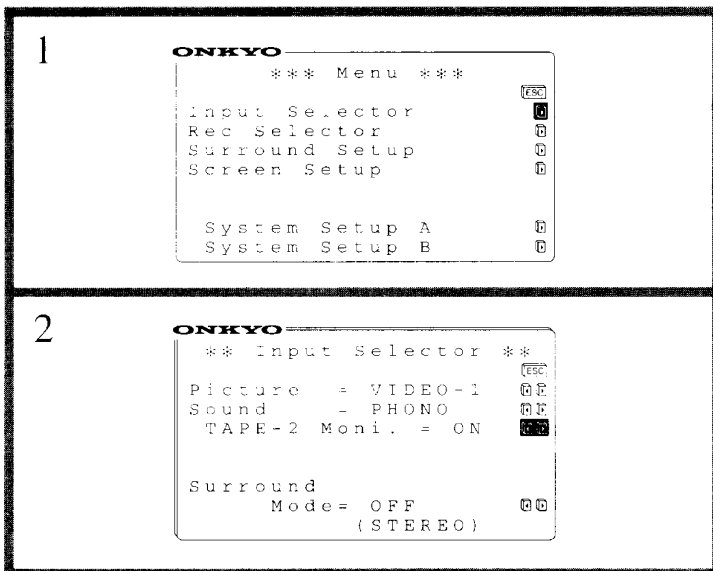 1
ONKYO
*** Menu ***
ESC
Input Selector
Rec Selector
Surround Setup
Screen Setup
System Setup A
System Setup B
2
ONKYO
** Input Selector **
ESC
Picture = VIDEO-1
Sound = PHONO
TAPE-2 Moni. = ON
Surround
Mode= OFF
(STEREO)